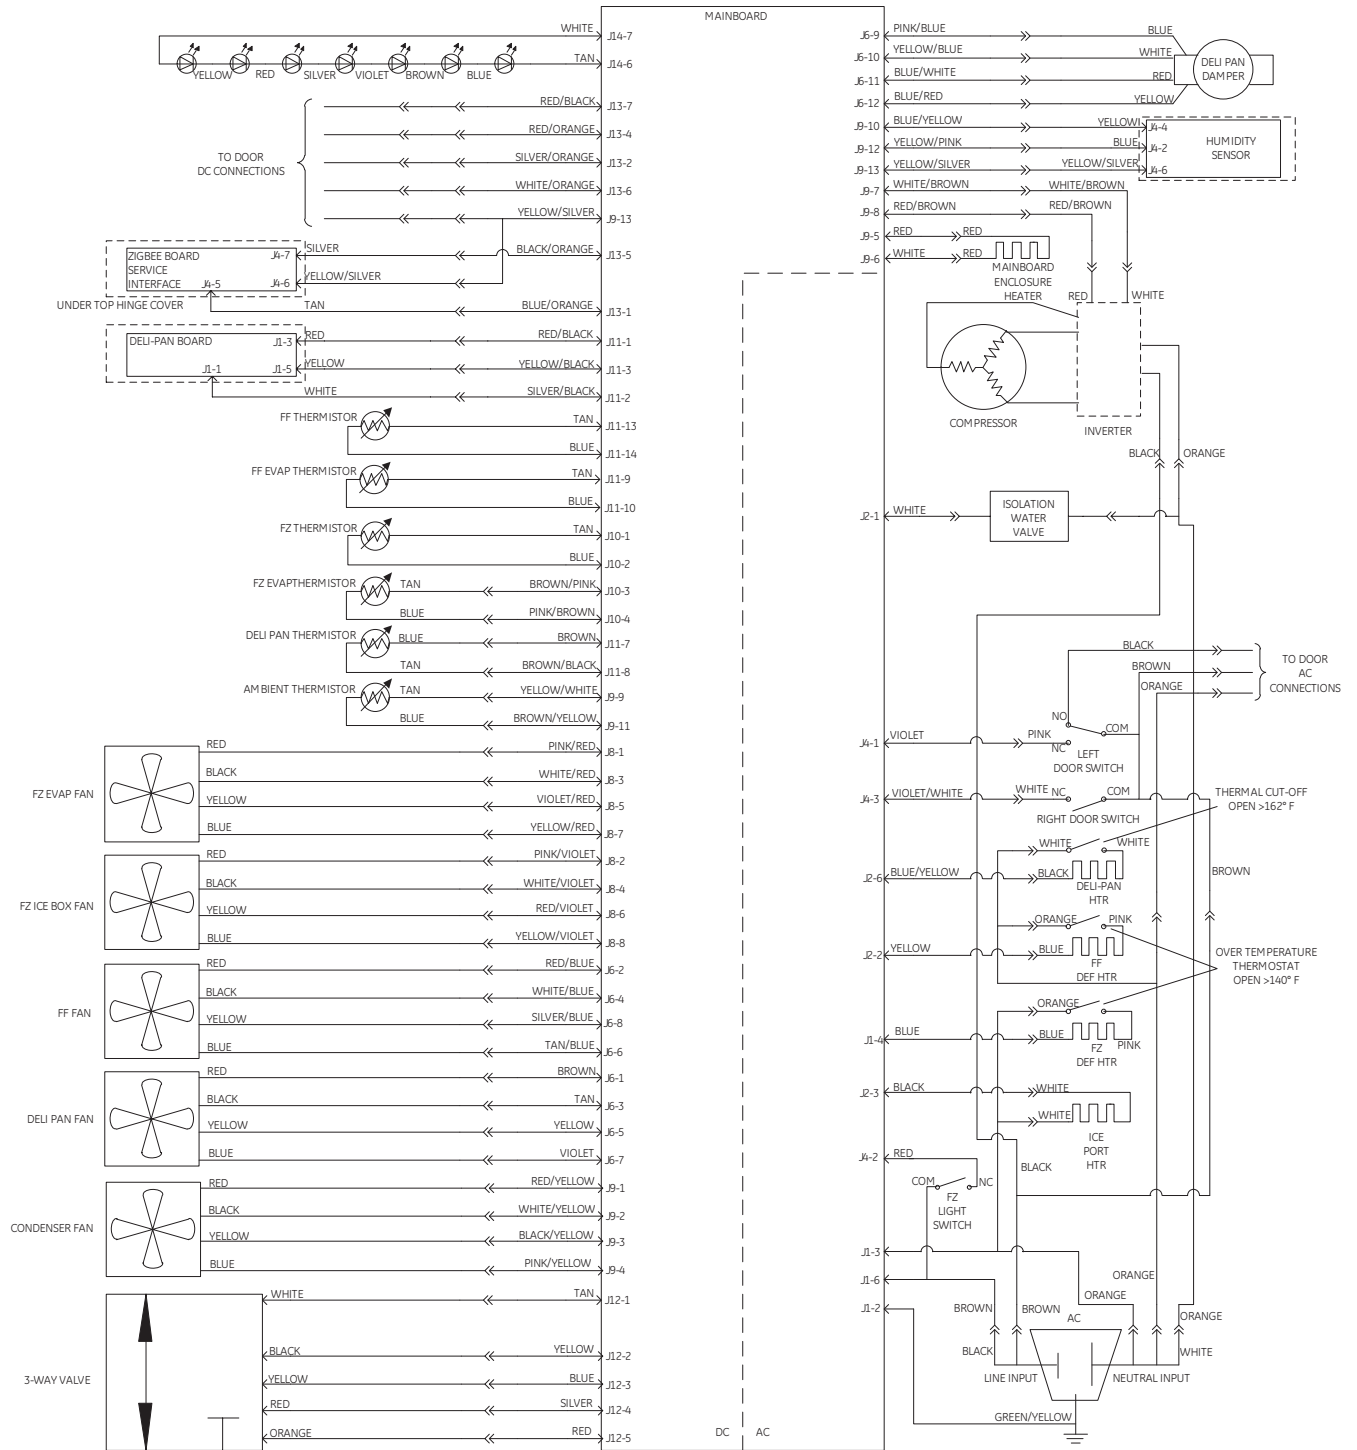 MAINBOARD
WHITE
J14-7
TAN
J14-6
YELLOW
RED
SILVER
VIOLET
BROWN
BLUE
TO DOOR
DC CONNECTIONS
RED/BLACK
J13-7
RED/ORANGE
J13-4
SILVER/ORANGE
J13-2
WHITE/ORANGE
J13-6
YELLOW/SILVER
J9-13
ZIGBEE BOARD
SERVICE
INTERFACE
J4-7
J4-6
J4-5
SILVER
BLACK/ORANGE
J13-5
YELLOW/SILVER
UNDER TOP HINGE COVER
TAN
BLUE/ORANGE
J13-1
DELI-PAN BOARD
J1-3
J1-5
J1-1
RED
RED/BLACK
J11-1
YELLOW
YELLOW/BLACK
J11-3
WHITE
SILVER/BLACK
J11-2
FF THERMISTOR
TAN
J11-13
BLUE
J11-14
FF EVAP THERMISTOR
TAN
J11-9
BLUE
J11-10
FZ THERMISTOR
TAN
J10-1
BLUE
J10-2
FZ EVAPTHERMISTOR
TAN
BROWN/PINK
J10-3
BLUE
PINK/BROWN
J10-4
DELI PAN THERMISTOR
BLUE
BROWN
J11-7
TAN
BROWN/BLACK
J11-8
AMBIENT THERMISTOR
TAN
YELLOW/WHITE
J9-9
BLUE
BROWN/YELLOW
J9-11
FZ EVAP FAN
RED
PINK/RED
J8-1
BLACK
WHITE/RED
J8-3
YELLOW
VIOLET/RED
J8-5
BLUE
YELLOW/RED
J8-7
FZ ICE BOX FAN
RED
PINK/VIOLET
J8-2
BLACK
WHITE/VIOLET
J8-4
YELLOW
RED/VIOLET
J8-6
BLUE
YELLOW/VIOLET
J8-8
FF FAN
RED
RED/BLUE
J6-2
BLACK
WHITE/BLUE
J6-4
YELLOW
SILVER/BLUE
J6-8
BLUE
TAN/BLUE
J6-6
DELI PAN FAN
RED
BROWN
J6-1
BLACK
TAN
J6-3
YELLOW
YELLOW
J6-5
BLUE
VIOLET
J6-7
CONDENSER FAN
RED
RED/YELLOW
J9-1
BLACK
WHITE/YELLOW
J9-2
YELLOW
BLACK/YELLOW
J9-3
BLUE
PINK/YELLOW
J9-4
3-WAY VALVE
WHITE
TAN
J12-1
BLACK
YELLOW
J12-2
YELLOW
BLUE
J12-3
RED
SILVER
J12-4
ORANGE
RED
J12-5
DC
AC
J6-9
PINK/BLUE
BLUE
J6-10
YELLOW/BLUE
WHITE
J6-11
BLUE/WHITE
RED
J6-12
BLUE/RED
YELLOW
DELI PAN
DAMPER
J9-10
BLUE/YELLOW
YELLOW
J4-4
J9-12
YELLOW/PINK
BLUE
J4-2
J9-13
YELLOW/SILVER
YELLOW/SILVER
J4-6
HUMIDITY
SENSOR
J9-7
WHITE/BROWN
WHITE/BROWN
J9-8
RED/BROWN
RED/BROWN
J9-5
RED
RED
J9-6
WHITE
RED
MAINBOARD
ENCLOSURE
HEATER
RED
WHITE
COMPRESSOR
INVERTER
BLACK
ORANGE
J2-1
WHITE
ISOLATION
WATER
VALVE
BLACK
BROWN
ORANGE
TO DOOR
AC
CONNECTIONS
J4-1
VIOLET
PINK
NO
COM
NC
LEFT
DOOR SWITCH
J4-3
VIOLET/WHITE
WHITE
NC
COM
RIGHT DOOR SWITCH
THERMAL CUT-OFF
OPEN >162° F
WHITE
WHITE
J2-6
BLUE/YELLOW
BLACK
DELI-PAN
HTR
BROWN
ORANGE
PINK
J2-2
YELLOW
BLUE
FF
DEF HTR
OVER TEMPERATURE
THERMOSTAT
OPEN >140° F
ORANGE
J1-4
BLUE
BLUE
PINK
FZ
DEF HTR
J2-3
BLACK
WHITE
WHITE
ICE
PORT
HTR
J4-2
RED
BLACK
COM
NC
FZ
LIGHT
SWITCH
J1-3
J1-6
J1-2
ORANGE
ORANGE
BROWN
BROWN
AC
ORANGE
BLACK
WHITE
LINE INPUT
NEUTRAL INPUT
GREEN/YELLOW